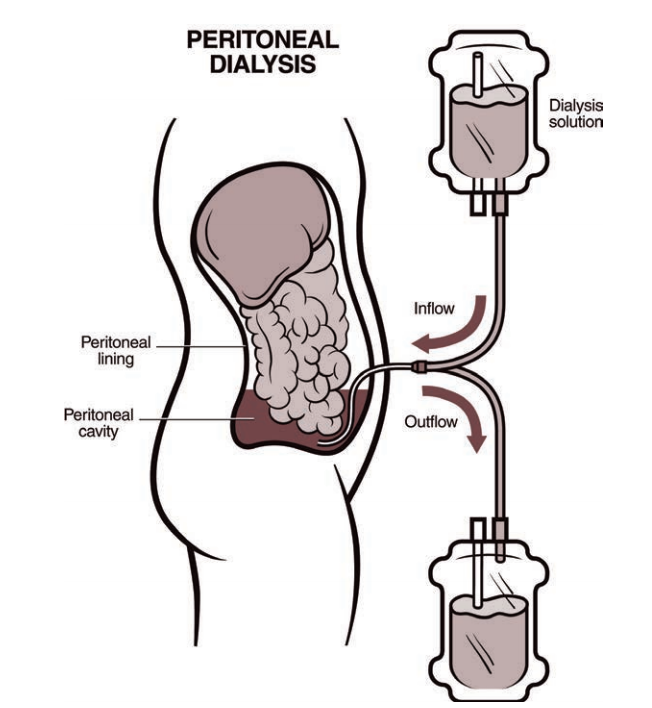 PERITONEAL
DIALYSIS
Dialysis
solution
Inflow
Peritoneal
lining
Peritoneal
cavity
Outflow